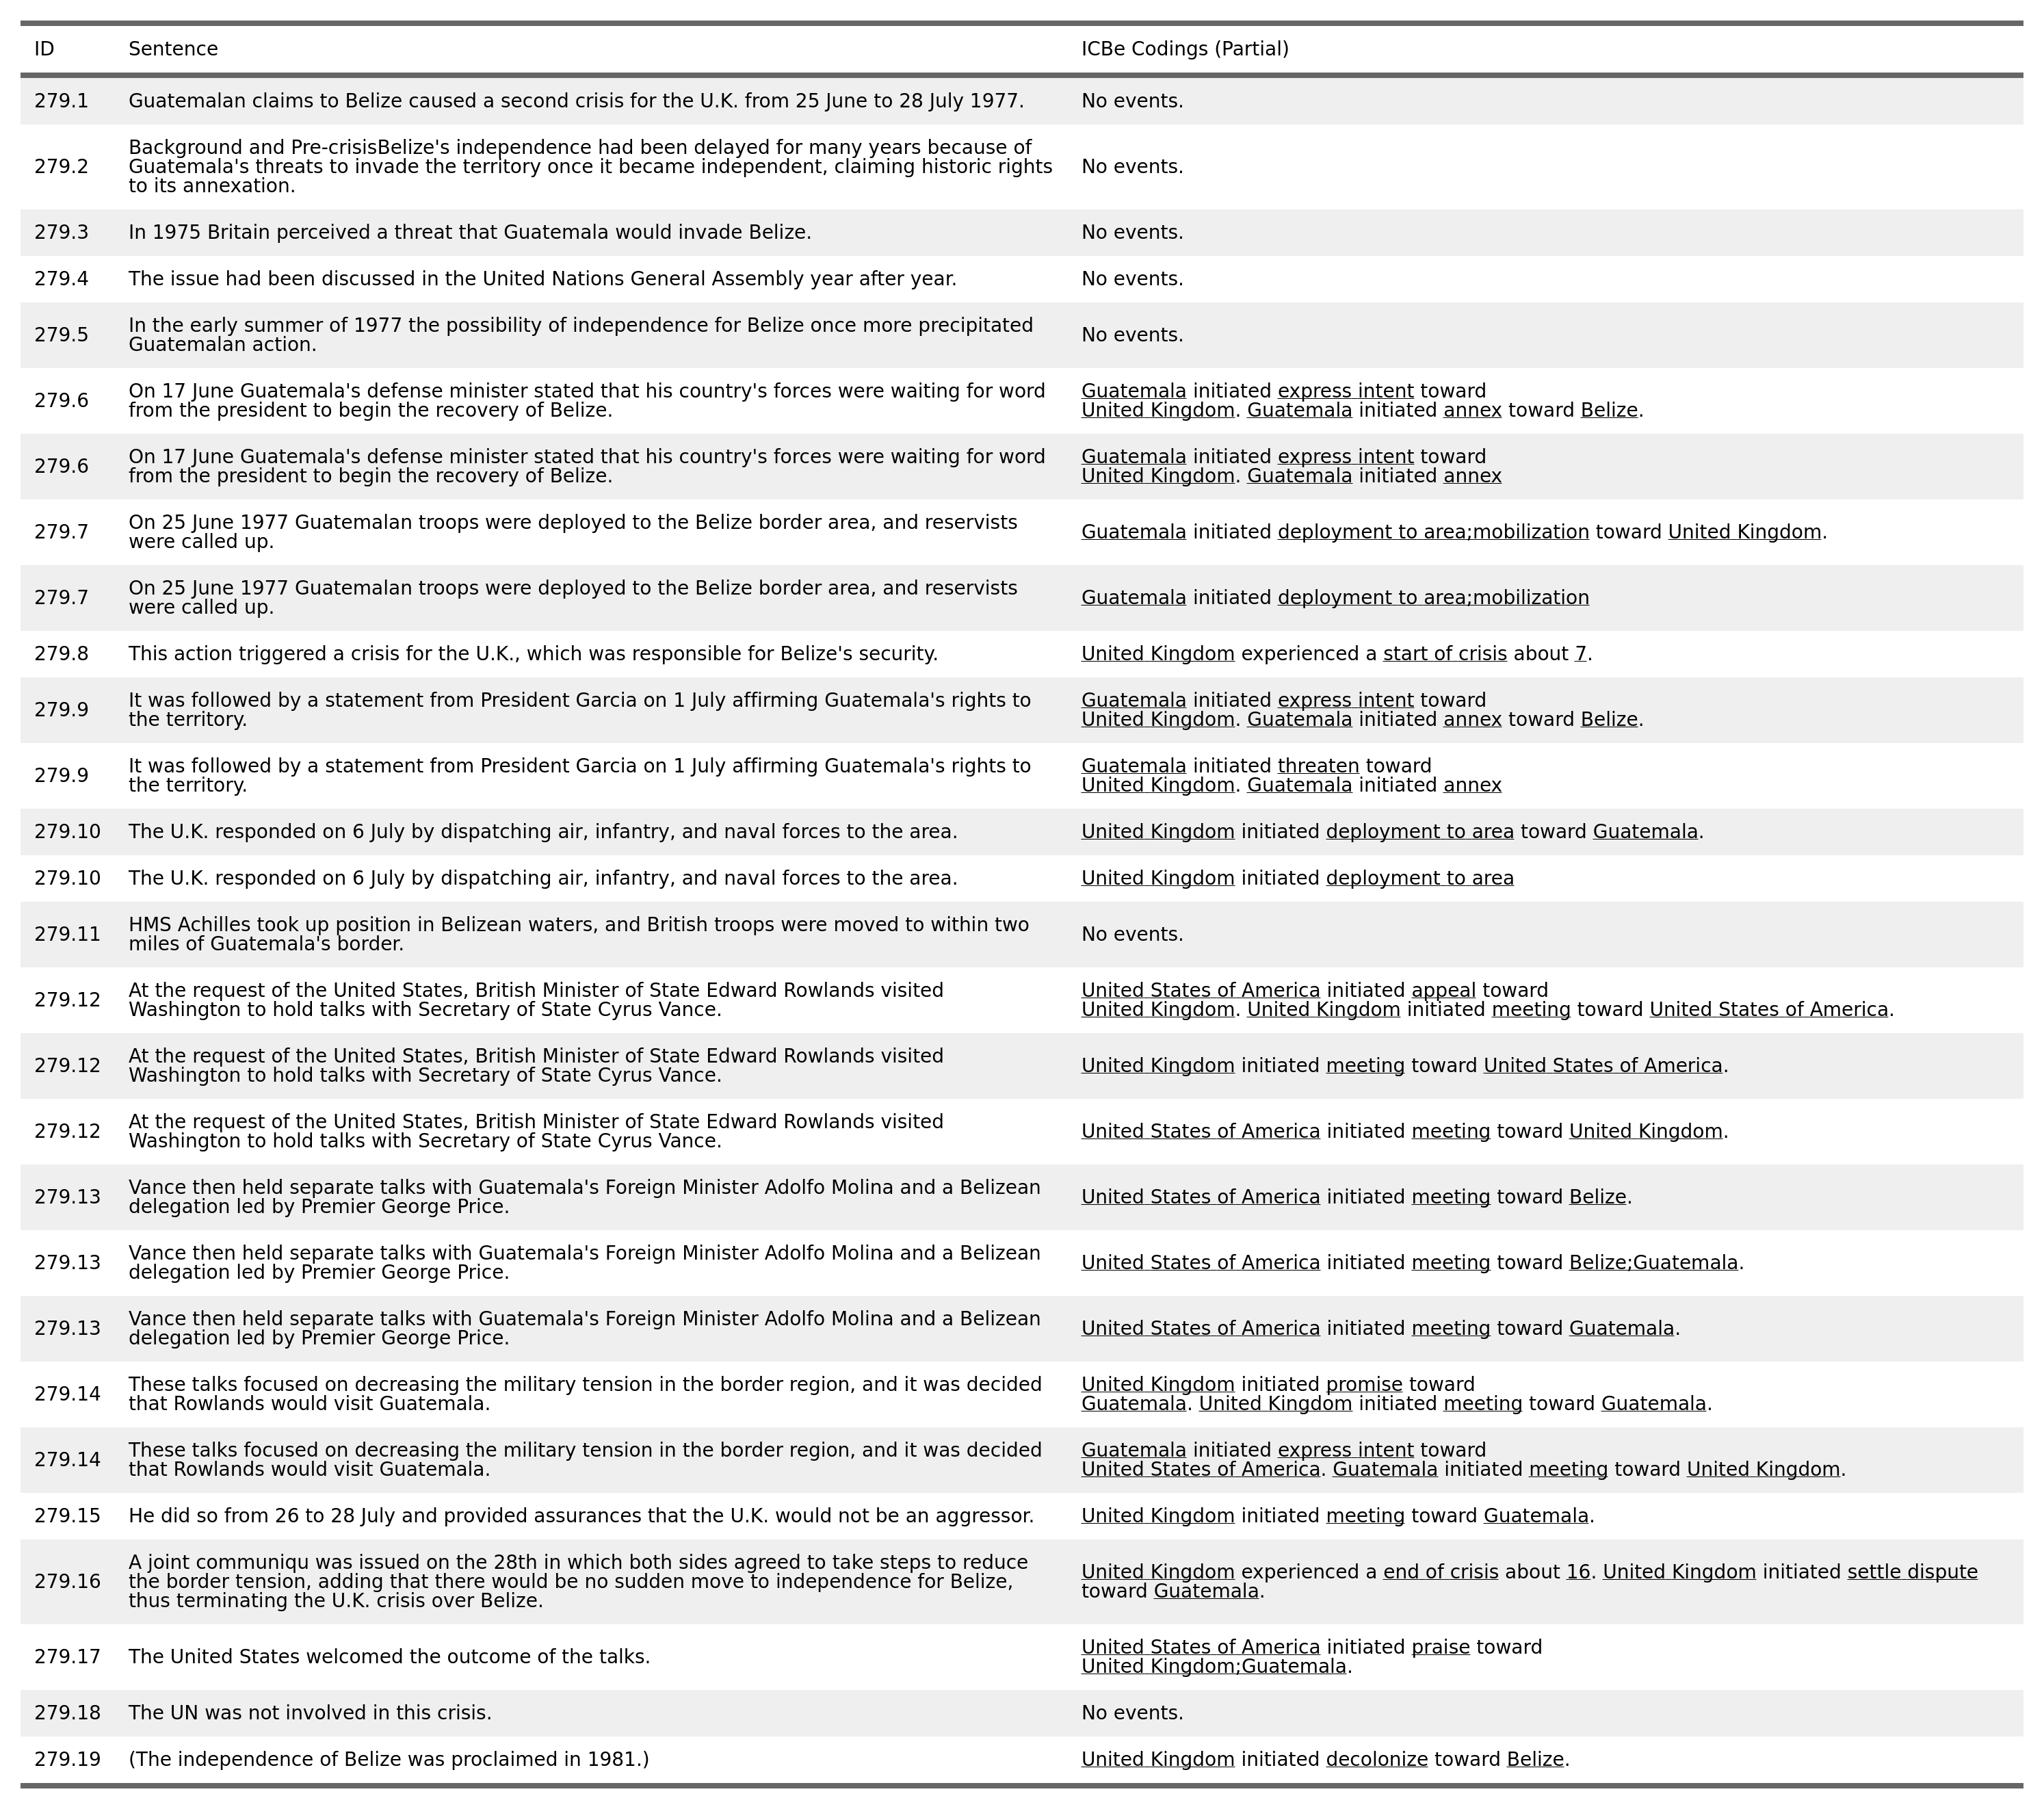 ID Sentence ICBe Codings (Partial)
279.1 Guatemalan claims to Belize caused a second crisis for the U.K. from 25 June to 28 July 1977. No events.
Background and Pre-crisisBelize's independence had been delayed for many years because of
279.2 Guatemala's threats to invade the territory once it became independent, claiming historic rights No events.
to its annexation.
279.3 In 1975 Britain perceived a threat that Guatemala would invade Belize. No events.
279.4 The issue had been discussed in the United Nations General Assembly year after year. No events.
279.5 In the early summer of 1977 the possibility of independence for Belize once more precipitated No events.
Guatemalan action.
279.6 On 17 June Guatemala's defense minister stated that his country's forces were waiting for word Guatemala initiated express intent toward
from the president to begin the recovery of Belize. United Kingdom. Guatemala initiated annex toward Belize.
279.6 On 17 June Guatemala's defense minister stated that his country's forces were waiting for word Guatemala initiated express intent toward
from the president to begin the recovery of Belize. United Kingdom. Guatemala initiated annex
279.7 On 25 June 1977 Guatemalan troops were deployed to the Belize border area, and reservists Guatemala initiated deployment to area;mobilization toward United Kingdom.
were called up.
279.7 On 25 June 1977 Guatemalan troops were deployed to the Belize border area, and reservists Guatemala initiated deployment to area;mobilization
were called up.
279.8 This action triggered a crisis for the U.K., which was responsible for Belize's security. United Kingdom experienced a start of crisis about 7.
279.9 It was followed by a statement from President Garcia on 1 July affirming Guatemala's rights to Guatemala initiated express intent toward
the territory. United Kingdom. Guatemala initiated annex toward Belize.
279.9 It was followed by a statement from President Garcia on 1 July affirming Guatemala's rights to Guatemala initiated threaten toward
the territory. United Kingdom. Guatemala initiated annex
279.10 The U.K. responded on 6 July by dispatching air, infantry, and naval forces to the area. United Kingdom initiated deployment to area toward Guatemala.
279.10 The U.K. responded on 6 July by dispatching air, infantry, and naval forces to the area. United Kingdom initiated deployment to area
279.11 HMS Achilles took up position in Belizean waters, and British troops were moved to within two No events.
miles of Guatemala's border.
279.12 At the request of the United States, British Minister of State Edward Rowlands visited United States of America initiated appeal toward
Washington to hold talks with Secretary of State Cyrus Vance. United Kingdom. United Kingdom initiated meeting toward United States of America.
279.12 At the request of the United States, British Minister of State Edward Rowlands visited United Kingdom initiated meeting toward United States of America.
Washington to hold talks with Secretary of State Cyrus Vance.
279.12 At the request of the United States, British Minister of State Edward Rowlands visited United States of America initiated meeting toward United Kingdom.
Washington to hold talks with Secretary of State Cyrus Vance.
279.13 Vance then held separate talks with Guatemala's Foreign Minister Adolfo Molina and a Belizean United States of America initiated meeting toward Belize.
delegation led by Premier George Price.
279.13 Vance then held separate talks with Guatemala's Foreign Minister Adolfo Molina and a Belizean United States of America initiated meeting toward Belize;Guatemala.
delegation led by Premier George Price.
279.13 Vance then held separate talks with Guatemala's Foreign Minister Adolfo Molina and a Belizean United States of America initiated meeting toward Guatemala.
delegation led by Premier George Price.
279.14 These talks focused on decreasing the military tension in the border region, and it was decided United Kingdom initiated promise toward
that Rowlands would visit Guatemala. Guatemala. United Kingdom initiated meeting toward Guatemala.
279.14 These talks focused on decreasing the military tension in the border region, and it was decided Guatemala initiated express intent toward
that Rowlands would visit Guatemala. United States of America. Guatemala initiated meeting toward United Kingdom.
279.15 He did so from 26 to 28 July and provided assurances that the U.K. would not be an aggressor. United Kingdom initiated meeting toward Guatemala.
A joint communiqu was issued on the 28th in which both sides agreed to take steps to reduce United Kingdom experienced a end of crisis about 16. United Kingdom initiated settle dispute
279.16 the border tension, adding that there would be no sudden move to independence for Belize, toward Guatemala.
thus terminating the U.K. crisis over Belize.
279.17 The United States welcomed the outcome of the talks. United States of America initiated praise toward
United Kingdom;Guatemala.
279.18 The UN was not involved in this crisis. No events.
279.19 (The independence of Belize was proclaimed in 1981.) United Kingdom initiated decolonize toward Belize.